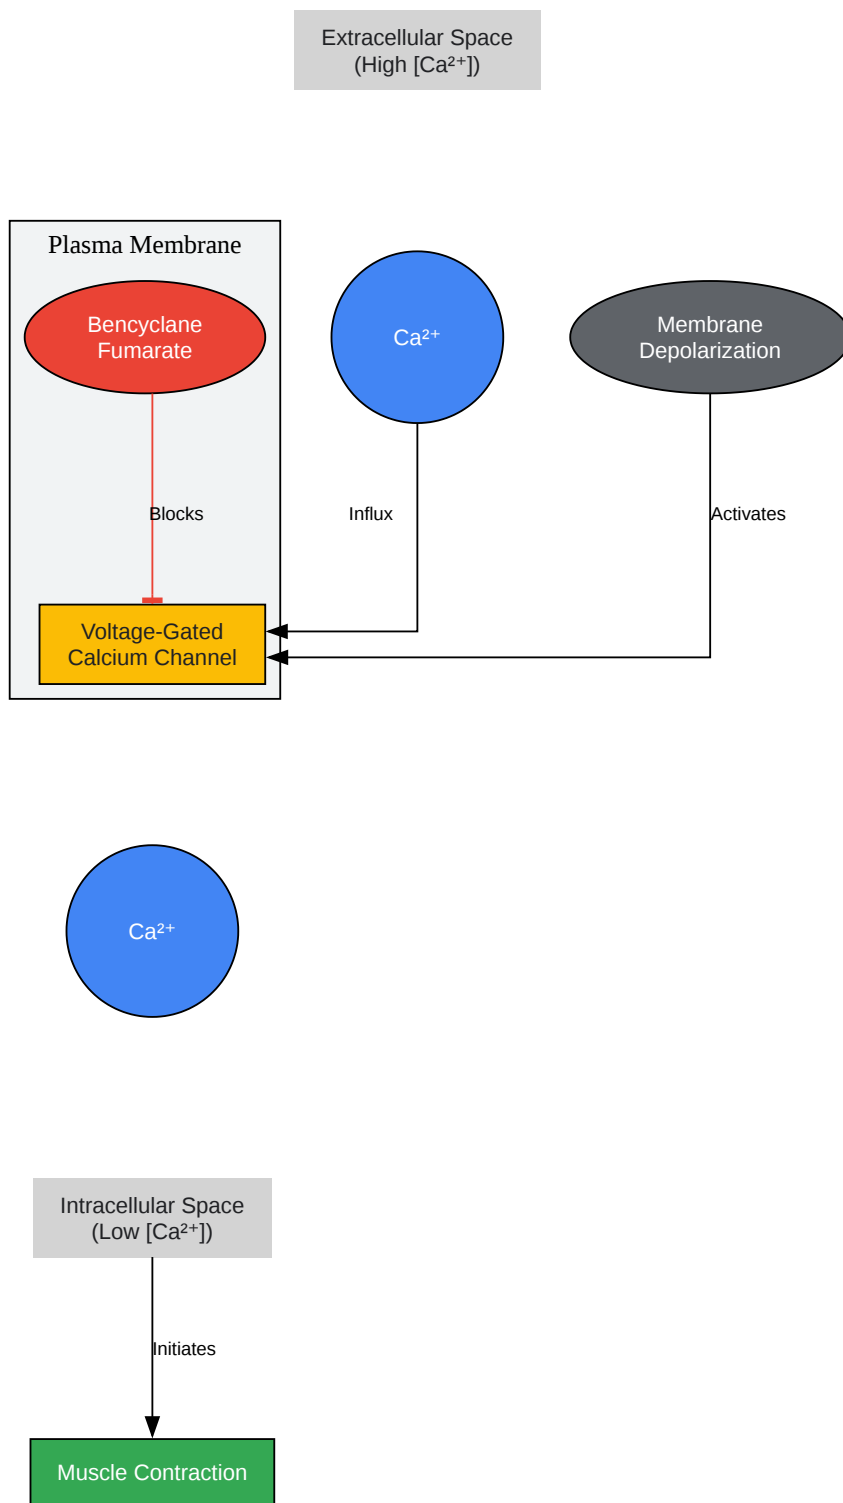 Extracellular Space
(High [Ca²⁺])
Plasma Membrane
Bencyclane
Fumarate
Ca²⁺
Membrane
Depolarization
Blocks
Influx
Activates
Voltage-Gated
Calcium Channel
Ca²⁺
Intracellular Space
(Low [Ca²⁺])
Initiates
Muscle Contraction